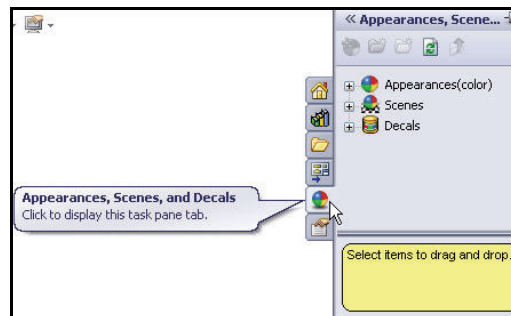 « Appearances, Scene...
Appearances(color)
Scenes
Decals
Appearances, Scenes, and Decals
Click to display this task pane tab.
Select items to drag and drop.